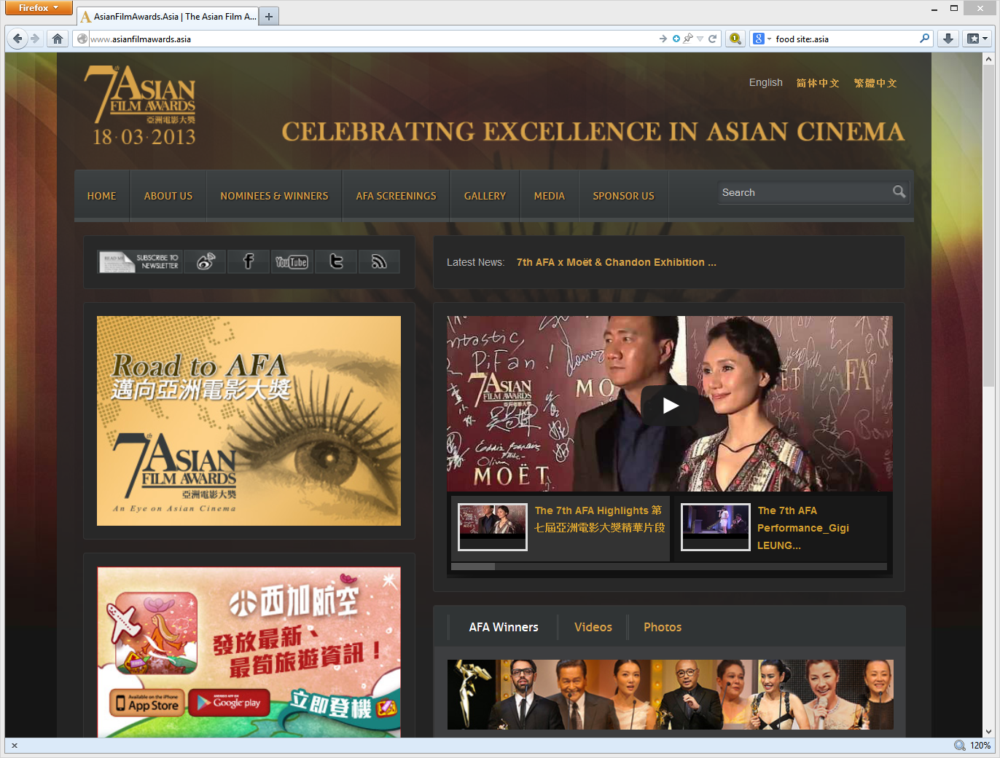 Firefox
AsianFilmAwards.Asia | The Asian Film A...
www.asianfilmawards.asia
food site:.asia
7th ASIAN
FILM AWARDS
亞洲電影大獎
18·03·2013
English 简体中文 繁體中文
CELEBRATING EXCELLENCE IN ASIAN CINEMA
HOME ABOUT US NOMINEES & WINNERS AFA SCREENINGS GALLERY MEDIA SPONSOR US Search
READ ME SUBSCRIBE TO
NEWSLETTER
YouTube
Latest News: 7th AFA x Moët & Chandon Exhibition ...
Road to AFA
邁向亞洲電影大獎
7th ASIAN
FILM AWARDS
亞洲電影大獎
An Eye on Asian Cinema
ntastic,
PiFan!
7 ASIAN
FILM AWARDS
MO
ËT
AFA
MOËT
The 7th AFA Highlights 第
七屆亞洲電影大獎精華片段
The 7th AFA
Performance_Gigi
LEUNG...
西加航空
發放最新、
最筍旅遊資訊！
Available on the iPhone
App Store
ANDROID APP ON
Google play
立即登機
AFA Winners Videos Photos
120%